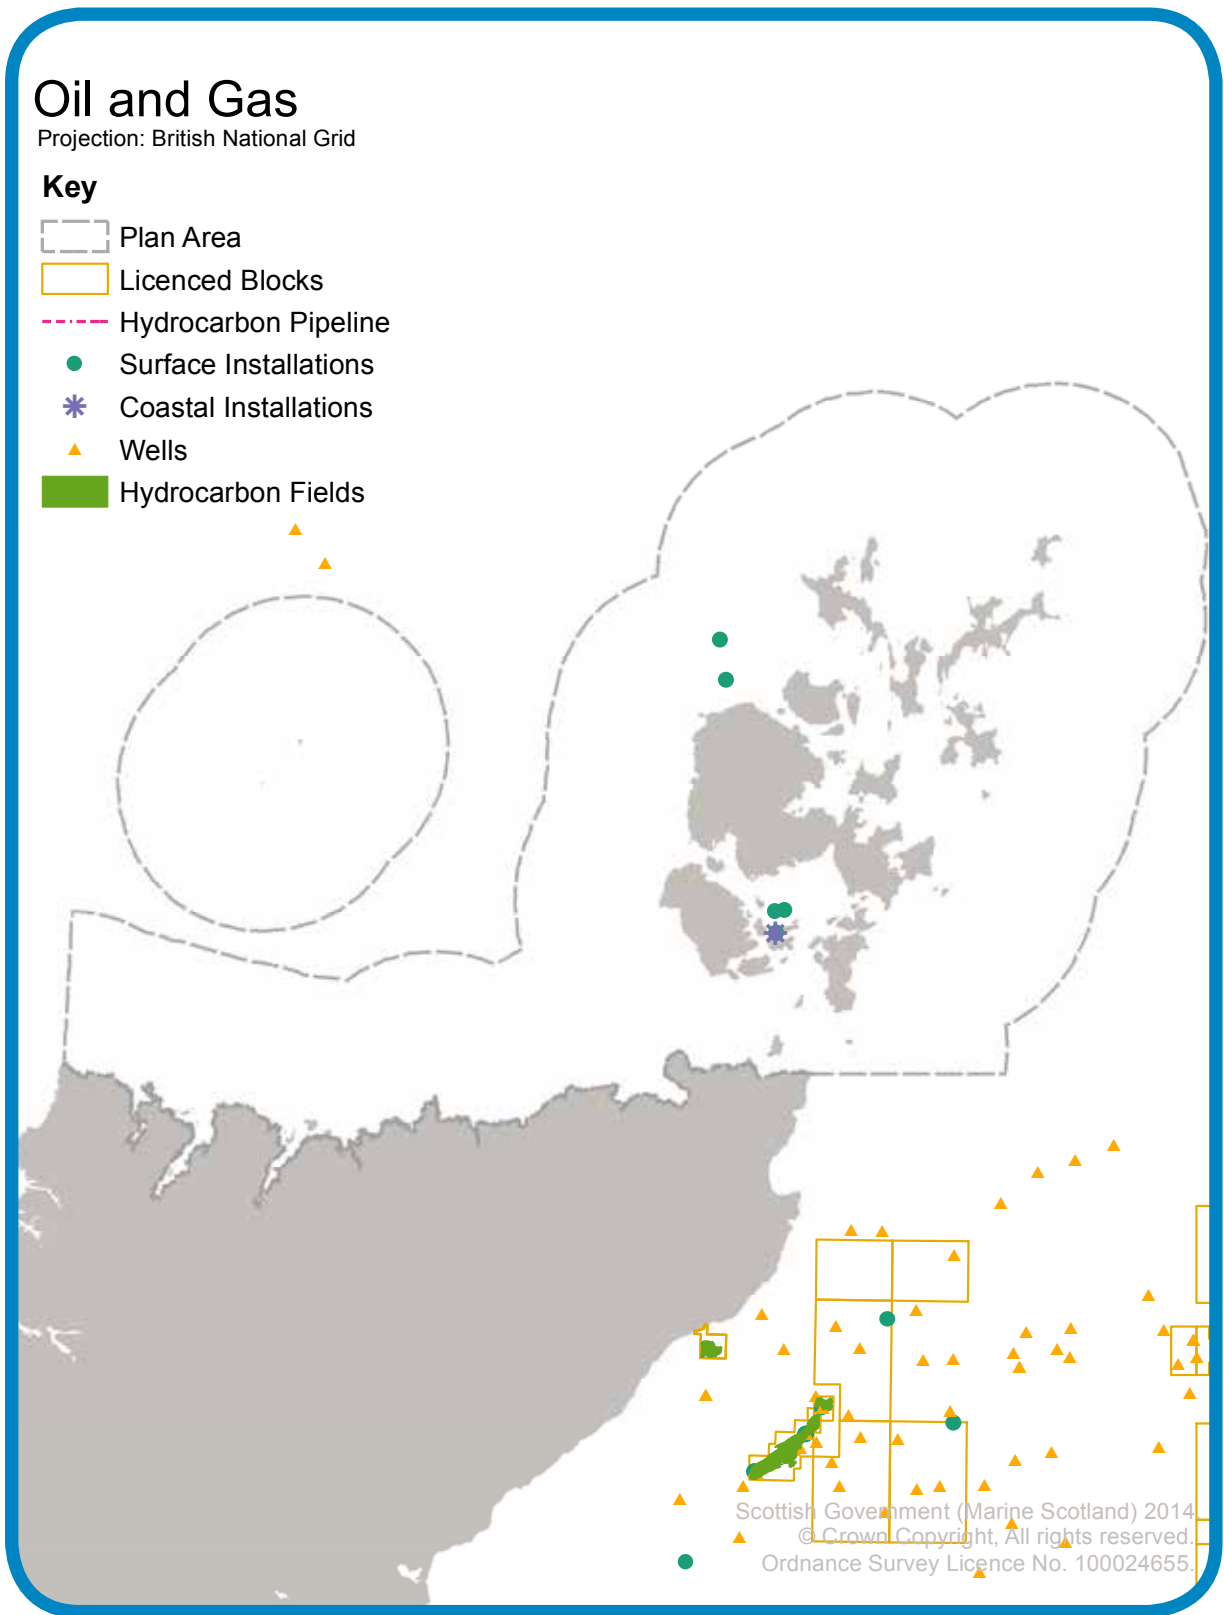 Oil and Gas
Projection: British National Grid
Key
Plan Area
Licenced Blocks
Hydrocarbon Pipeline
Surface Installations
Coastal Installations
Wells
Hydrocarbon Fields
Scottish Government (Marine Scotland) 2014
© Crown Copyright, All rights reserved.
Ordnance Survey Licence No. 100024655.